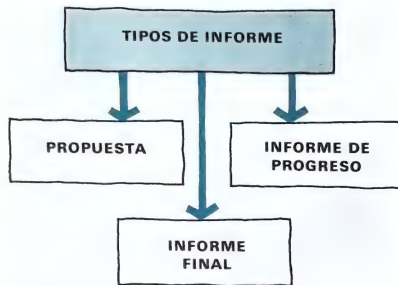 TIPOS DE INFORME
PROPUESTA
INFORME DE
PROGRESO
INFORME
FINAL